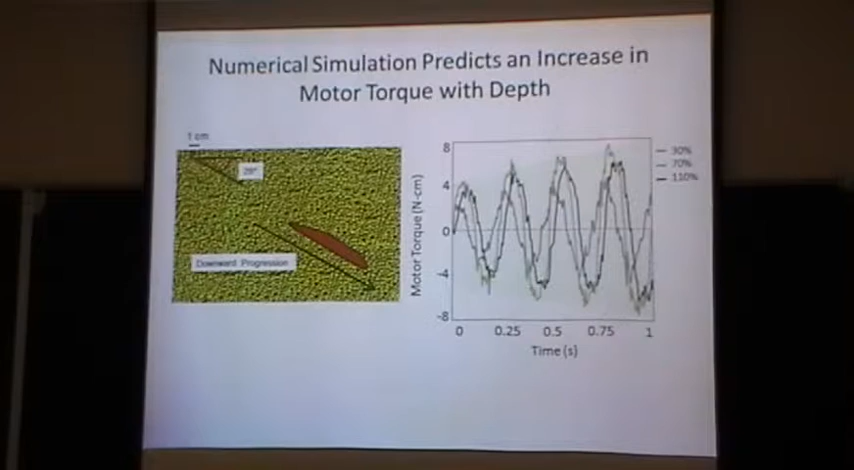 Numerical Simulation Predicts an Increase in
Motor Torque with Depth
1 cm
Downward Progression
Motor Torque (N-cm)
8
4
0
-4
-8
0 0.25 0.5 0.75 1
Time (s)
30%
70%
110%